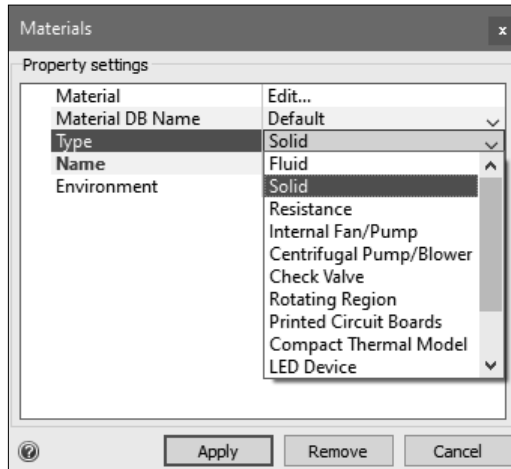 Materials x
Property settings
Material Edit...
Material DB Name Default
Type Solid
Name Fluid
Environment Solid
Resistance
Internal Fan/Pump
Centrifugal Pump/Blower
Check Valve
Rotating Region
Printed Circuit Boards
Compact Thermal Model
LED Device
? Apply Remove Cancel